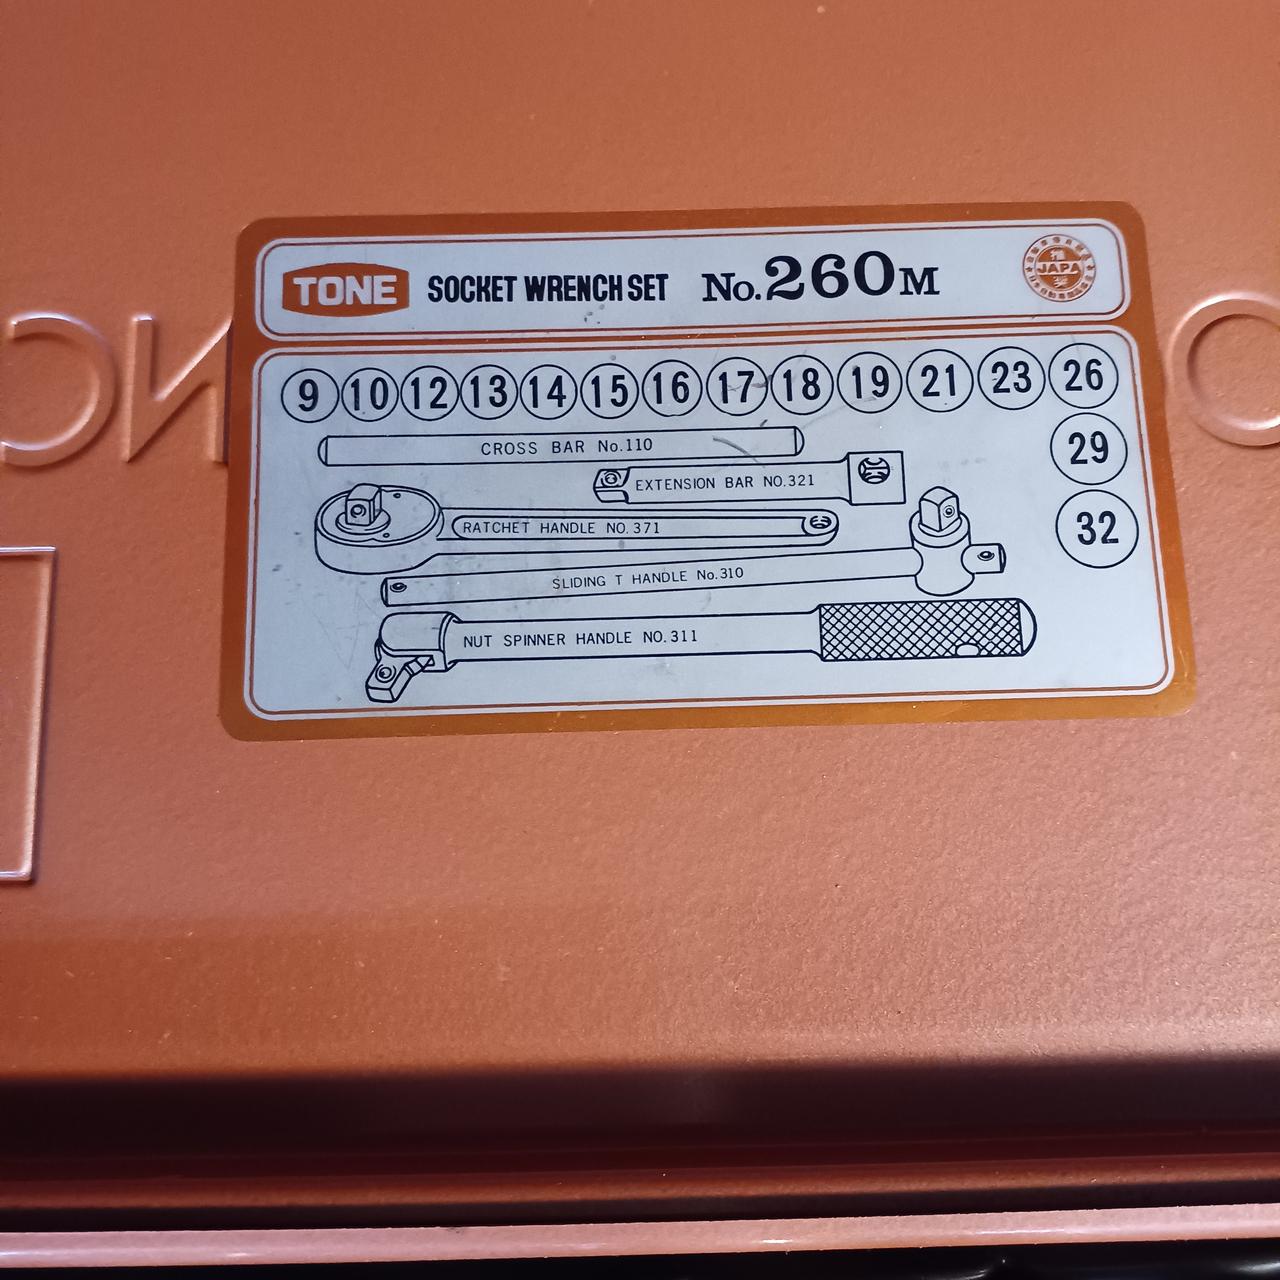 TONE SOCKET WRENCH SET No.260M
JAPA
9 10 12 13 14 15 16 17 18 19 21 23 26
29
32
CROSS BAR No.110
EXTENSION BAR NO.321
RATCHET HANDLE NO.371
SLIDING T HANDLE No.310
NUT SPINNER HANDLE NO.311